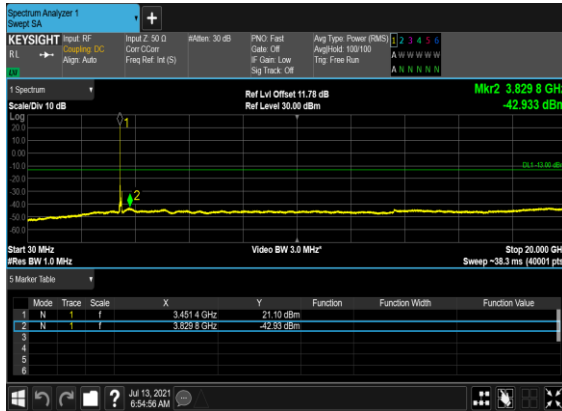 Spectrum Analyzer 1
Swept SA
+
KEYSIGHT Input: RF Input Z: 50 Ω #Atten: 30 dB PNO: Fast Avg Type: Power (RMS) 1 2 3 4 5 6
RL Coupling: DC Corr CCorr Gate: Off Avg|Hold: 100/100 A W W W W W
Align: Auto Freq Ref: Int (S) IF Gain: Low Trig: Free Run
Sig Track: Off A N N N N N
1 Spectrum Ref Lvl Offset 11.78 dB Mkr2 3.829 8 GHz
Scale/Div 10 dB Ref Level 30.00 dBm -42.933 dBm
Log
20.0
10.0
0.00
-10.0
-20.0
-30.0
-40.0
-50.0
-60.0
1
DL1 -13.00 dBm
2
Start 30 MHz Video BW 3.0 MHz* Stop 20.000 GHz
#Res BW 1.0 MHz Sweep ~38.3 ms (40001 pts)
5 Marker Table
Mode Trace Scale X Y Function Function Width Function Value
1 N 1 f 3.451 4 GHz 21.10 dBm
2 N 1 f 3.829 8 GHz -42.93 dBm
3
4
5
6
? Jul 13, 2021
6:54:56 AM